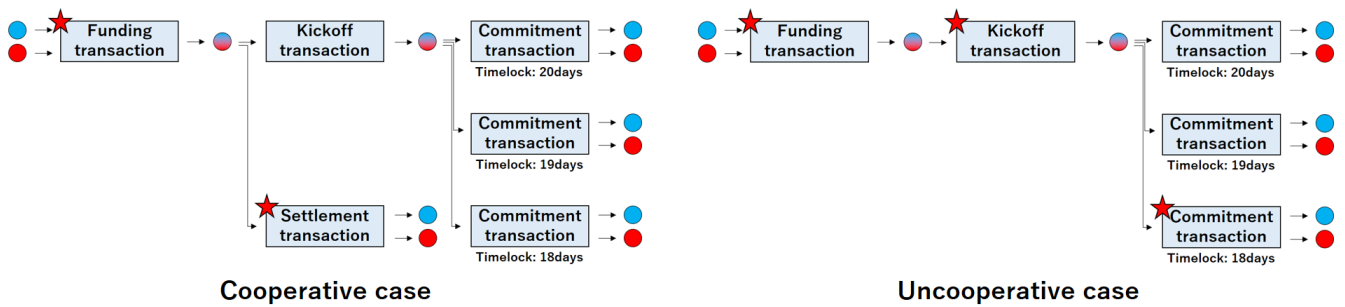 Funding
transaction
Kickoff
transaction
Commitment
transaction
Timelock: 20days
Commitment
transaction
Timelock: 19days
Settlement
transaction
Commitment
transaction
Timelock: 18days
Cooperative case
Funding
transaction
Kickoff
transaction
Commitment
transaction
Timelock: 20days
Commitment
transaction
Timelock: 19days
Commitment
transaction
Timelock: 18days
Uncooperative case